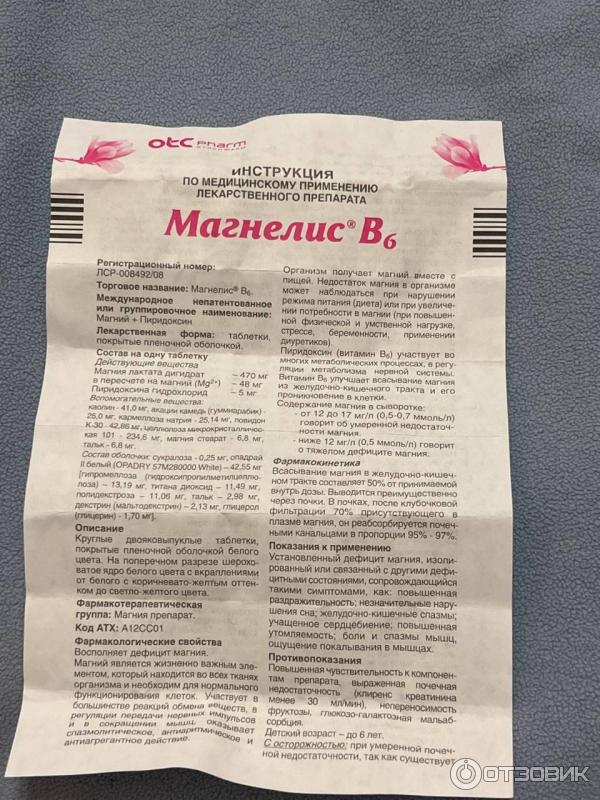 otc Pharm
ИНСТРУКЦИЯ
ПО МЕДИЦИНСКОМУ ПРИМЕНЕНИЮ
ЛЕКАРСТВЕННОГО ПРЕПАРАТА
Магнелис® B6
Регистрационный номер:
ЛСР-008492/08
Торговое название: Магнелис® B6.
Международное непатентованное
или группировочное наименование:
Магний + Пиридоксин
Лекарственная форма: таблетки,
покрытые пленочной оболочкой.
Состав на одну таблетку
Действующие вещества
Магния лактата дигидрат – 470 мг
в пересчете на магний (Mg2+) – 48 мг
Пиридоксина гидрохлорид – 5 мг
Вспомогательные вещества:
каолин - 41,0 мг, акации камедь (гуммиарабик) -
25,0 мг, кармеллоза натрия - 25,14 мг, повидон
К-30 - 42,86 мг, целлюлоза микрокристалличес-
кая 101 - 234,6 мг, магния стеарат - 6,8 мг,
тальк - 6,8 мг.
Состав оболочки: сукралоза - 0,25 мг, опадрай
II белый (OPADRY 57M280000 White) – 42,55 мг
[гипромеллоза (гидроксипропилметилцеллю-
лоза) – 13,19 мг, титана диоксид – 11,49 мг,
полидекстроза – 11,06 мг, тальк – 2,98 мг,
декстрин (мальтодекстрин) – 2,13 мг, глицерол
(глицерин) - 1,70 мг].
Описание
Круглые двояковыпуклые таблетки,
покрытые пленочной оболочкой белого
цвета. На поперечном разрезе шерохо-
ватое ядро белого цвета с вкраплениями
от белого с коричневато-желтым оттен-
ком до светло-желтого цвета.
Фармакотерапевтическая
группа: Магния препарат.
Код АТХ: A12CC01
Фармакологические свойства
Восполняет дефицит магния.
Магний является жизненно важным эле-
ментом, который находится во всех тканях
организма и необходим для нормального
функционирования клеток. Участвует в
большинстве реакций обмена веществ, в
регуляции передачи нервных импульсов
и в сокращении мышц, оказывает
спазмолитическое, антиаритмическое и
антиагрегантное действие.
Организм получает магний вместе с
пищей. Недостаток магния в организме
может наблюдаться при нарушении
режима питания (диета) или при увеличе-
нии потребности в магнии (при повышен-
ной физической и умственной нагрузке,
стрессе, беременности, применении
диуретиков).
Пиридоксин (витамин B6) участвует во
многих метаболических процессах, в регу-
ляции метаболизма нервной системы.
Витамин B6 улучшает всасывание магния
из желудочно-кишечного тракта и его
проникновение в клетки.
Содержание магния в сыворотке:
- от 12 до 17 мг/л (0,5-0,7 ммоль/л)
говорит об умеренной недостаточ-
ности магния.
- ниже 12 мг/л (0,5 ммоль/л) говорит
о тяжелом дефиците магния.
Фармакокинетика
Всасывание магния в желудочно-кишеч-
ном тракте составляет 50% от принимаемой
внутрь дозы. Выводится преимущественно
через почки. В почках, после клубочковой
фильтрации 70% присутствующего в
плазме магния, он реабсорбируется почеч-
ными канальцами в пропорции 95% - 97%.
Показания к применению
Установленный дефицит магния, изоли-
рованный или связанный с другими дефи-
цитными состояниями, сопровождающийся
такими симптомами, как: повышенная
раздражительность; незначительные нару-
шения сна; желудочно-кишечные спазмы;
учащенное сердцебиение; повышенная
утомляемость; боли и спазмы мышц,
ощущение покалывания в мышцах.
Противопоказания
Повышенная чувствительность к компонен-
там препарата, выраженная почечная
недостаточность (клиренс креатинина
менее 30 мл/мин), непереносимость
фруктозы, глюкозо-галактозная мальаб-
сорбция.
Детский возраст – до 6 лет.
С осторожностью: при умеренной почеч-
ной недостаточности, так как существует
ОТЗОВИК